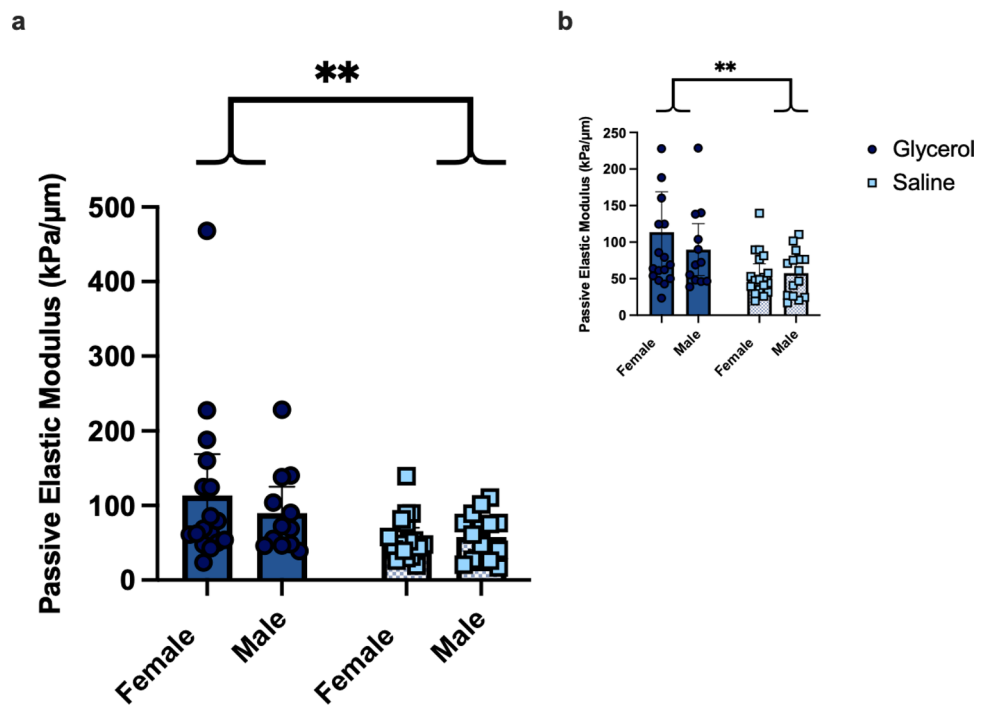 a
**
Passive Elastic Modulus (kPa/μm)
500
400
300
200
100
0
Female
Male
Female
Male
b
**
Passive Elastic Modulus (kPa/μm)
250
200
150
100
50
0
Female
Male
Female
Male
Glycerol
Saline